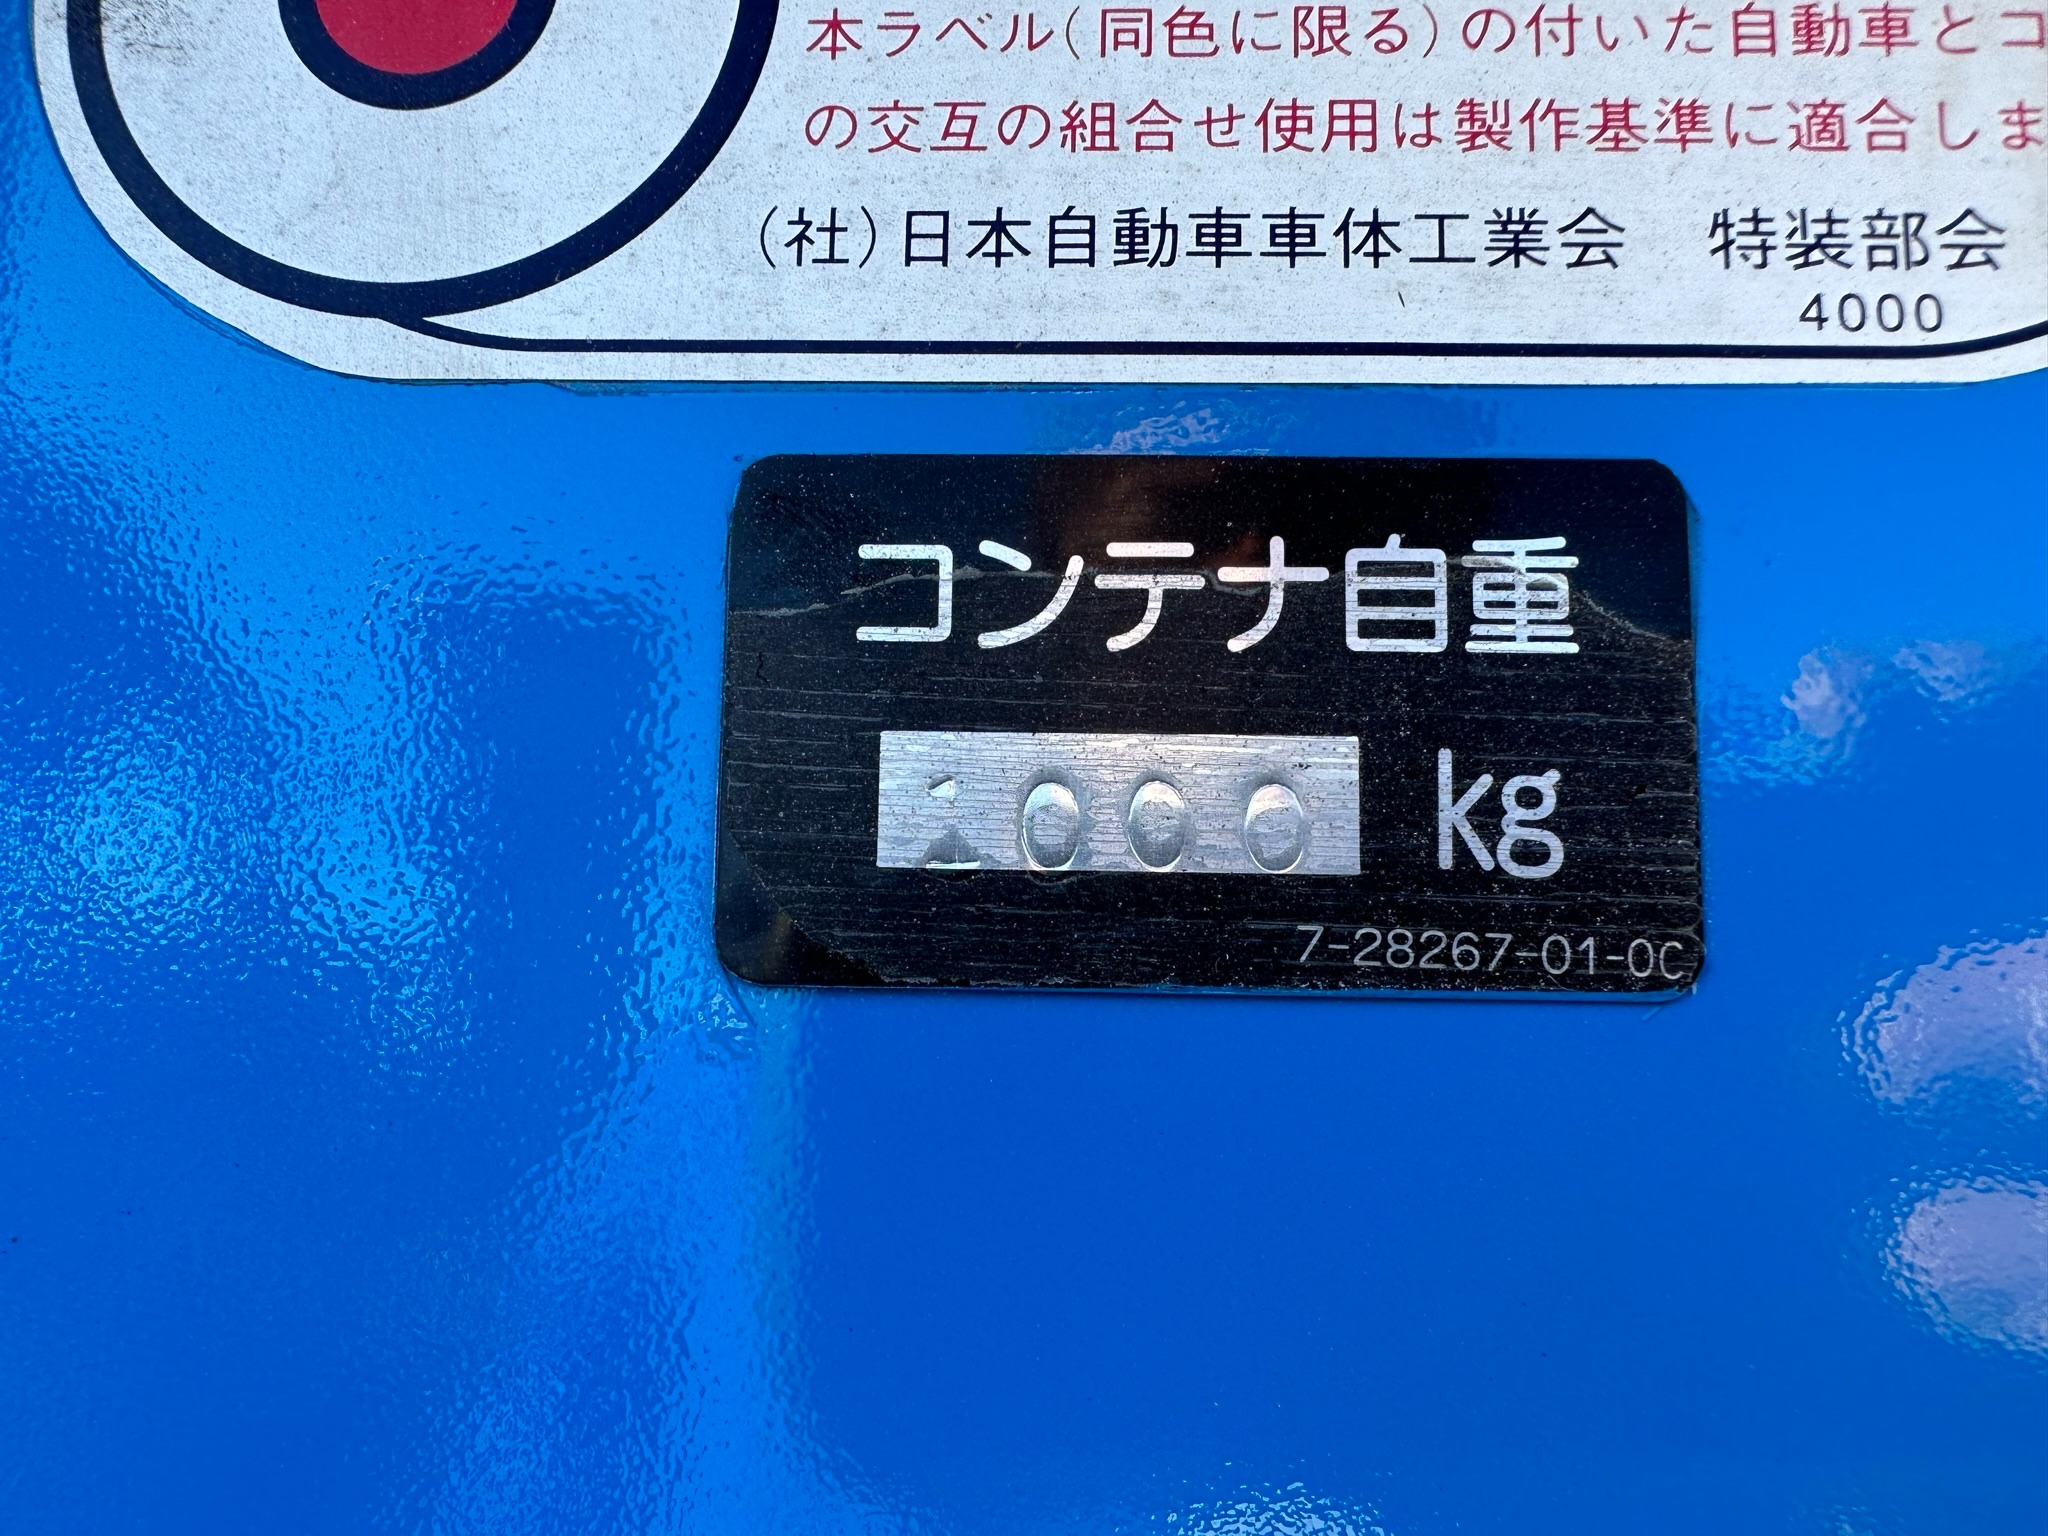 本ラベル(同色に限る)の付いた自動車とコ
の交互の組合せ使用は製作基準に適合しま
(社)日本自動車車体工業会　特装部会
4000
コンテナ自重
1000 kg
7-28267-01-0C